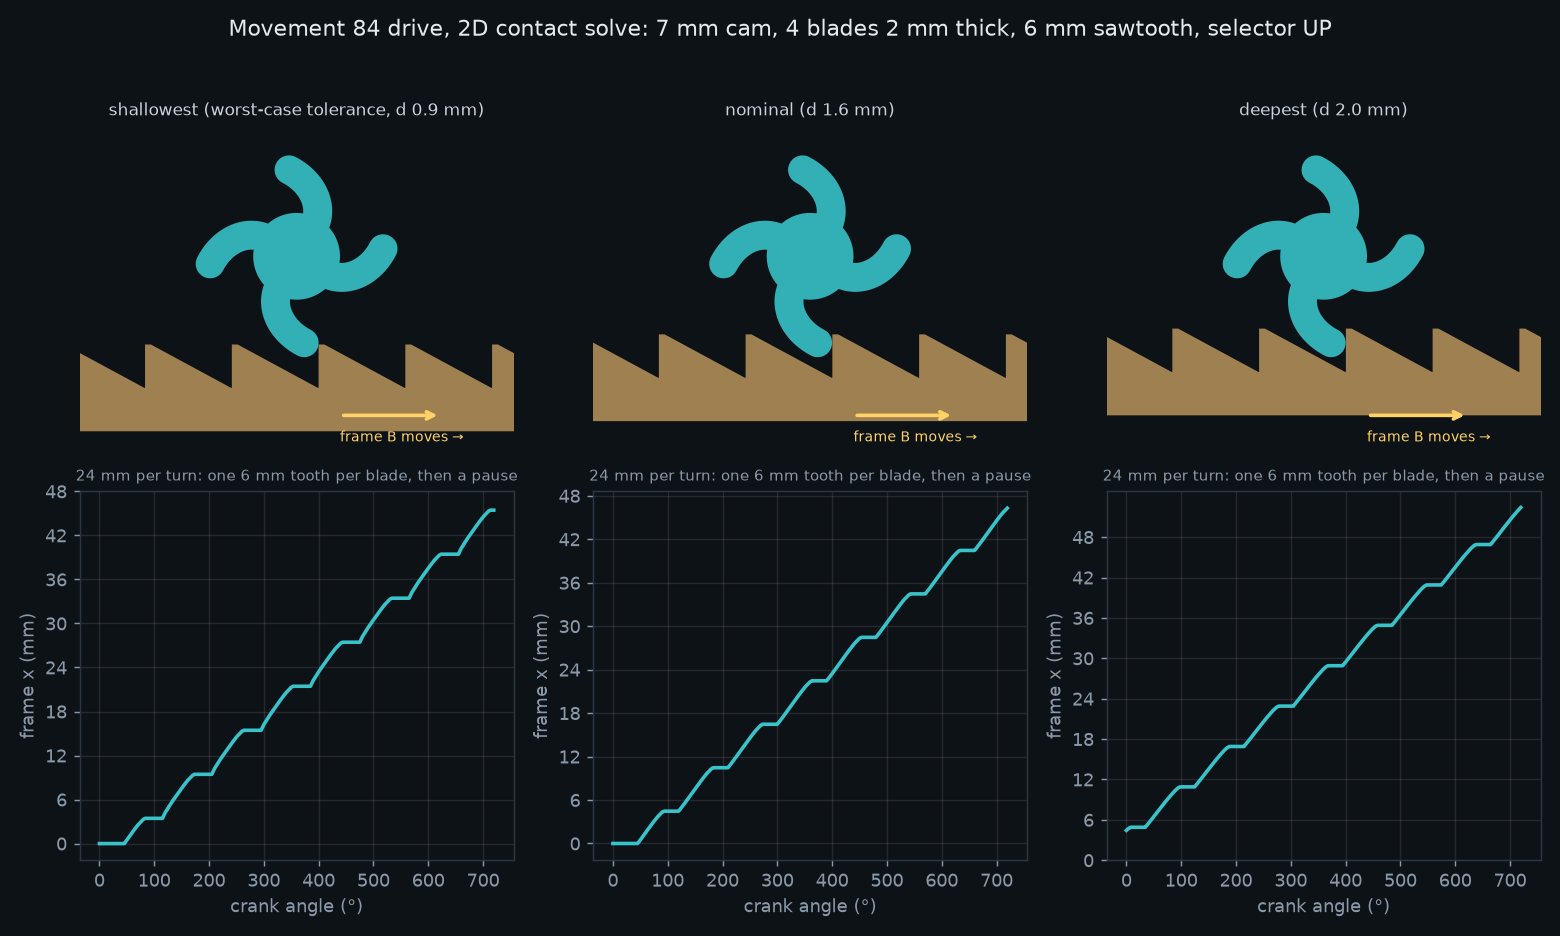 Movement 84 drive, 2D contact solve: 7 mm cam, 4 blades 2 mm thick, 6 mm sawtooth, selector UP
shallowest (worst-case tolerance, d 0.9 mm)
nominal (d 1.6 mm)
deepest (d 2.0 mm)
frame B moves →
frame B moves →
frame B moves →
24 mm per turn: one 6 mm tooth per blade, then a pause
24 mm per turn: one 6 mm tooth per blade, then a pause
24 mm per turn: one 6 mm tooth per blade, then a pause
frame x (mm)
48
42
36
30
24
18
12
6
0
0 100 200 300 400 500 600 700
crank angle (°)
frame x (mm)
48
42
36
30
24
18
12
6
0
0 100 200 300 400 500 600 700
crank angle (°)
frame x (mm)
48
42
36
30
24
18
12
6
0
0 100 200 300 400 500 600 700
crank angle (°)